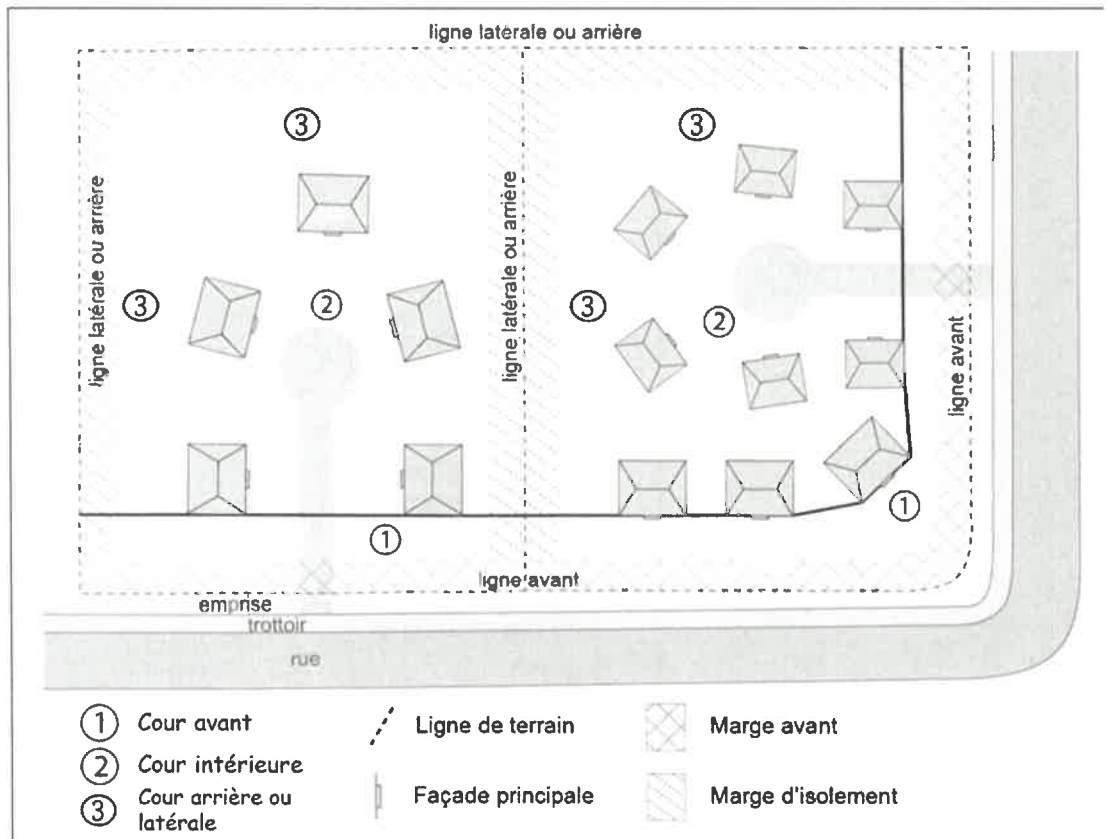 ligne latérale ou arrière
3
3
ligne latérale ou arrière
ligne latérale ou arrière
3
2
3
2
ligne avant
1
1
ligne avant
emprise
trottoir
rue
1 Cour avant
Ligne de terrain
Marge avant
2 Cour intérieure
3 Cour arrière ou
latérale
Façade principale
Marge d'isolement